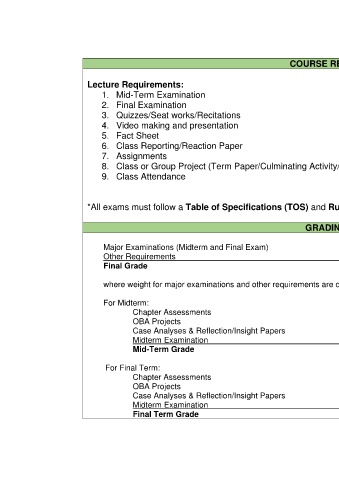 COURSE RE
Lecture Requirements:
1. Mid-Term Examination
2. Final Examination
3. Quizzes/Seat works/Recitations
4. Video making and presentation
5. Fact Sheet
6. Class Reporting/Reaction Paper
7. Assignments
8. Class or Group Project (Term Paper/Culminating Activity/
9. Class Attendance
*All exams must follow a Table of Specifications (TOS) and Ru
GRADIN
Major Examinations (Midterm and Final Exam)
Other Requirements
Final Grade
where weight for major examinations and other requirements are d
For Midterm:
Chapter Assessments
OBA Projects
Case Analyses & Reflection/Insight Papers
Midterm Examination
Mid-Term Grade
For Final Term:
Chapter Assessments
OBA Projects
Case Analyses & Reflection/Insight Papers
Midterm Examination
Final Term Grade